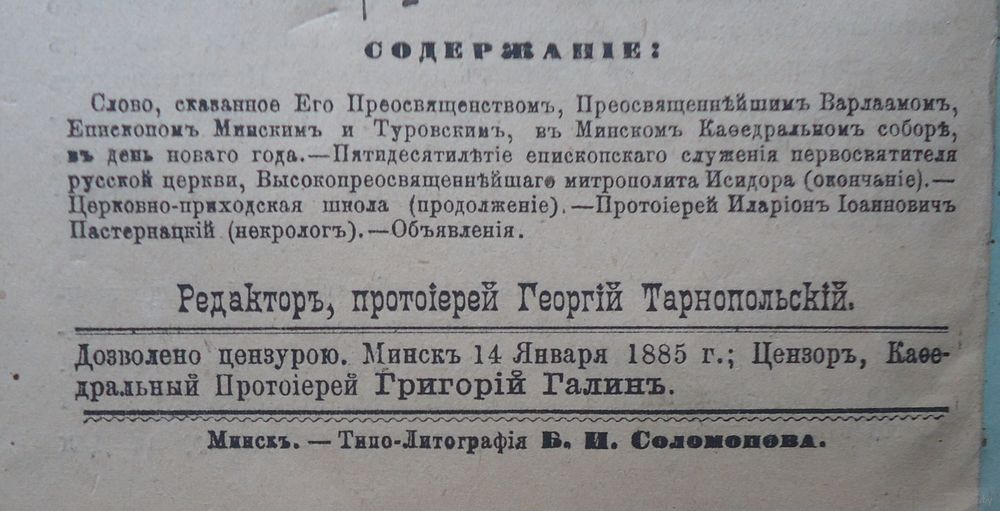 СОДЕРЖАНІЕ:
Слово, сказанное Его Преосвященствомъ, Преосвященнѣйшимъ Варлаамомъ,
Епископомъ Минскимъ и Туровскимъ, въ Минскомъ Каѳедральномъ соборѣ,
въ день новаго года.—Пятидесятилѣтіе епископскаго служенія первосвятителя
русской церкви, Высокопреосвященнѣйшаго митрополита Исидора (окончаніе).—
Церковно-приходская школа (продолженіе).—Протоіерей Иларіонъ Іоанновичъ
Пастернацкій (некрологъ).—Объявленія.
Редакторъ, протоіерей Георгій Тарнопольскій.
Дозволено цензурою. Минскъ 14 Января 1885 г.; Цензоръ, Каѳе-
дральный Протоіерей Григорій Галинъ.
Минскъ. — Типо-Литографія Б. И. Соломонова.